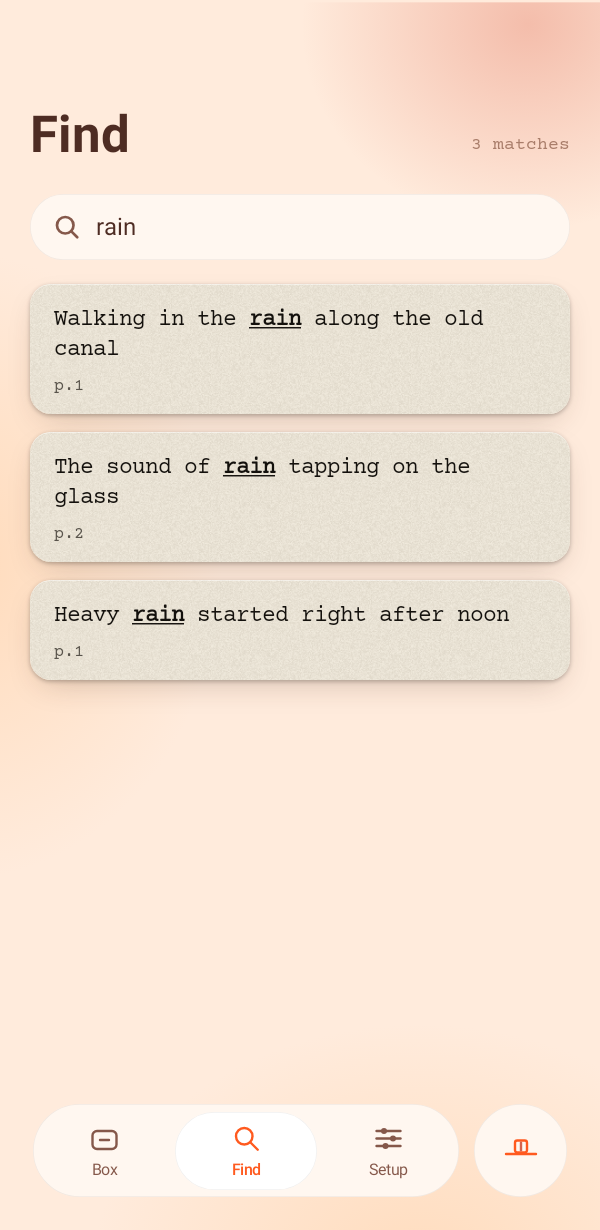 Find
3 matches
rain
Walking in the rain along the old
canal
p.1
The sound of rain tapping on the
glass
p.2
Heavy rain started right after noon
p.1
Box
Find
Setup